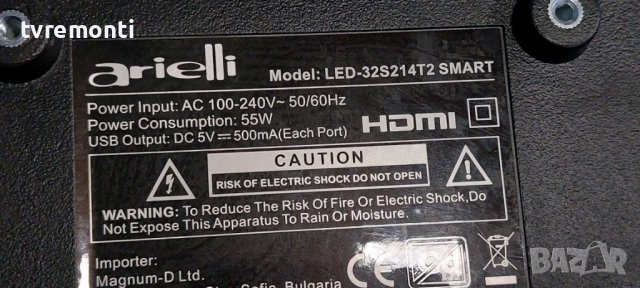 tvremonti
arielli
Model: LED-32S214T2 SMART
Power Input: AC 100-240V~ 50/60Hz
Power Consumption: 55W
USB Output: DC 5V⎓500mA(Each Port)
HDMI
CAUTION
RISK OF ELECTRIC SHOCK DO NOT OPEN
WARNING: To Reduce The Risk Of Fire Or Electric Shock,Do
Not Expose This Apparatus To Rain Or Moisture.
Importer:
Magnum-D Ltd.
Sofia, Bulgaria
CE
BAZAR